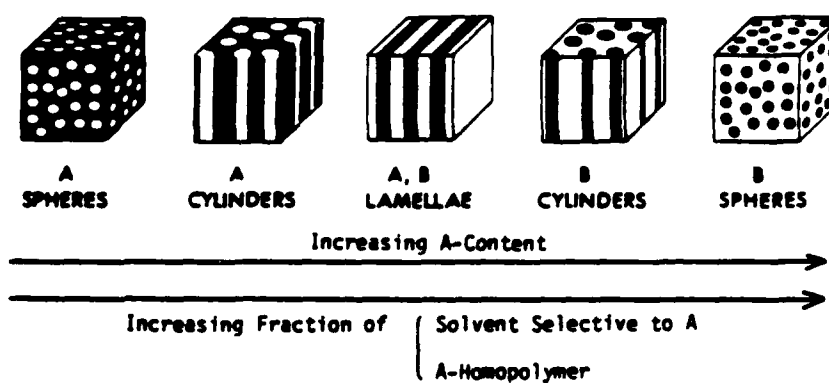 A A A, B B B
SPHERES CYLINDERS LAMELLAE CYLINDERS SPHERES
Increasing A-Content
Increasing Fraction of Solvent Selective to A
A-Homopolymer